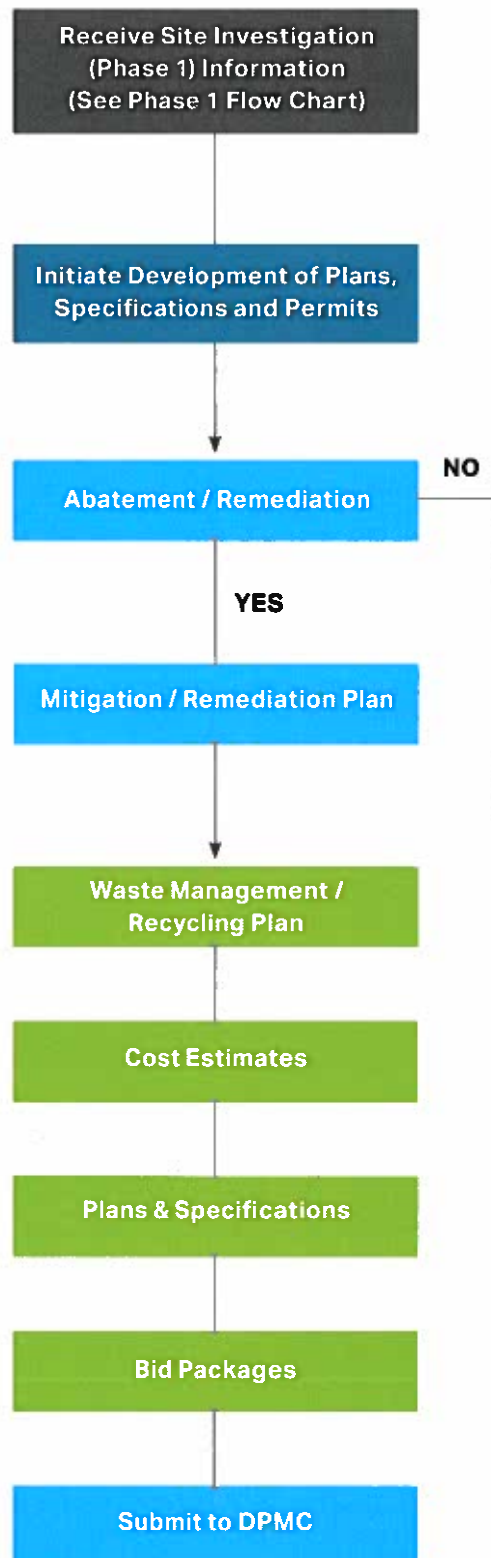 Receive Site Investigation
(Phase 1) Information
(See Phase 1 Flow Chart)
Initiate Development of Plans,
Specifications and Permits
Abatement / Remediation
NO
YES
Mitigation / Remediation Plan
Waste Management /
Recycling Plan
Cost Estimates
Plans & Specifications
Bid Packages
Submit to DPMC